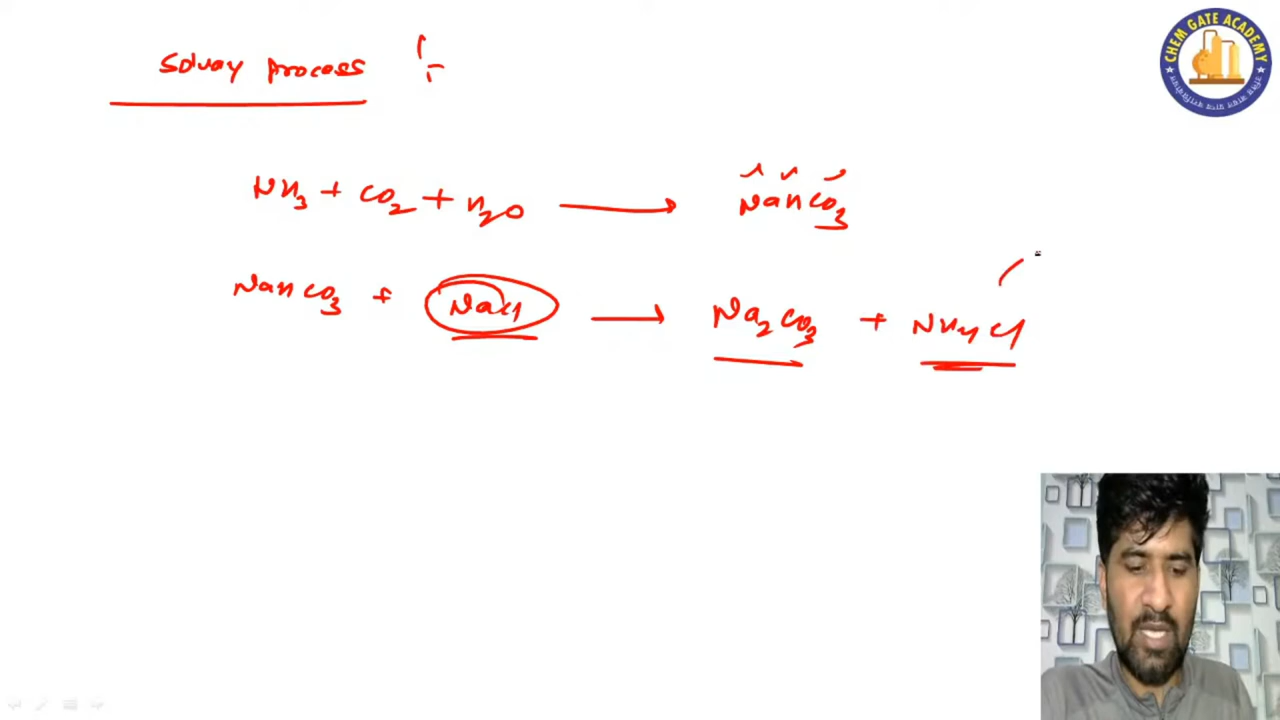 Solvay process :-
CHEM GATE ACADEMY
NH3 + CO2 + H2O → NaHCO3
NaHCO3 + NaCl → Na2CO3 + NH4Cl